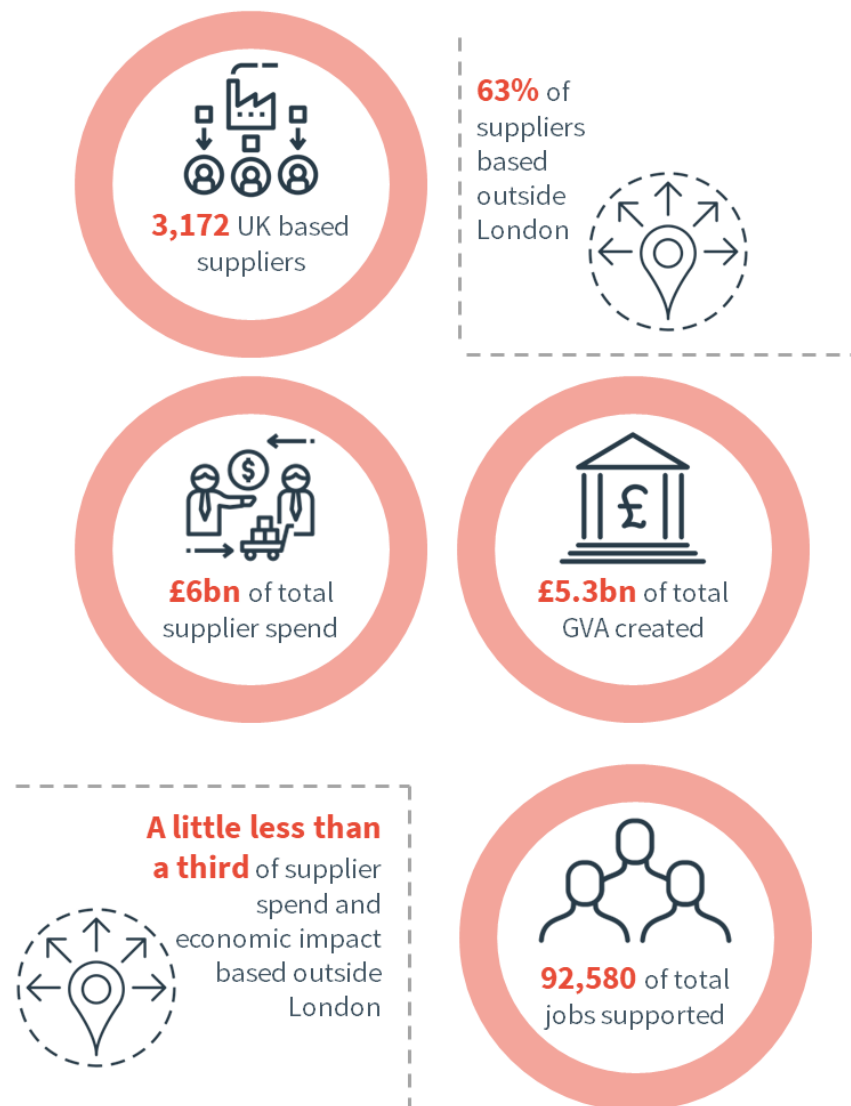 3,172 UK based
suppliers
63% of
suppliers
based
outside
London
$
£6bn of total
supplier spend
£
£5.3bn of total
GVA created
A little less than
a third of supplier
spend and
economic impact
based outside
London
92,580 of total
jobs supported